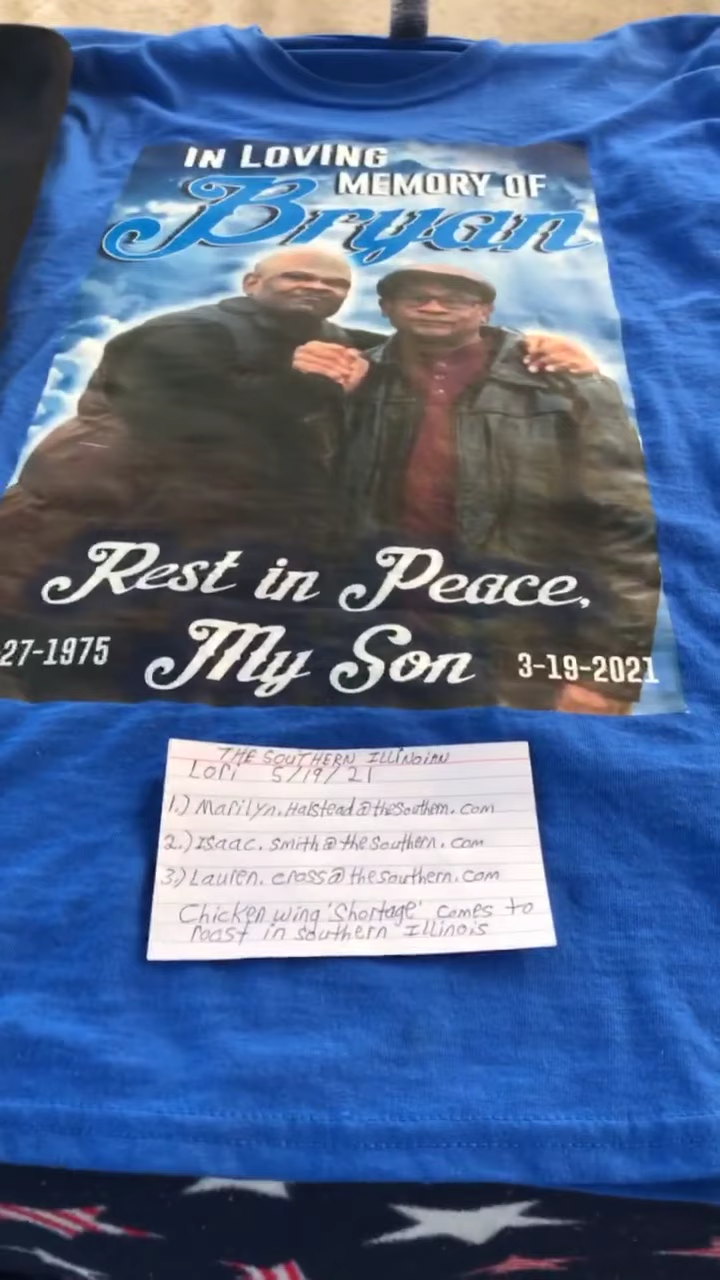 IN LOVING
MEMORY OF
Bryan
Rest in Peace,
My Son
27-1975
3-19-2021
THE SOUTHERN ILLINOIAN
Lori 5/19/21
1.) Marilyn.Halstead@thesouthern.com
2.) Isaac.smith@thesouthern.com
3.) Lauren.cross@thesouthern.com
Chicken wing 'shortage' comes to
roast in southern Illinois